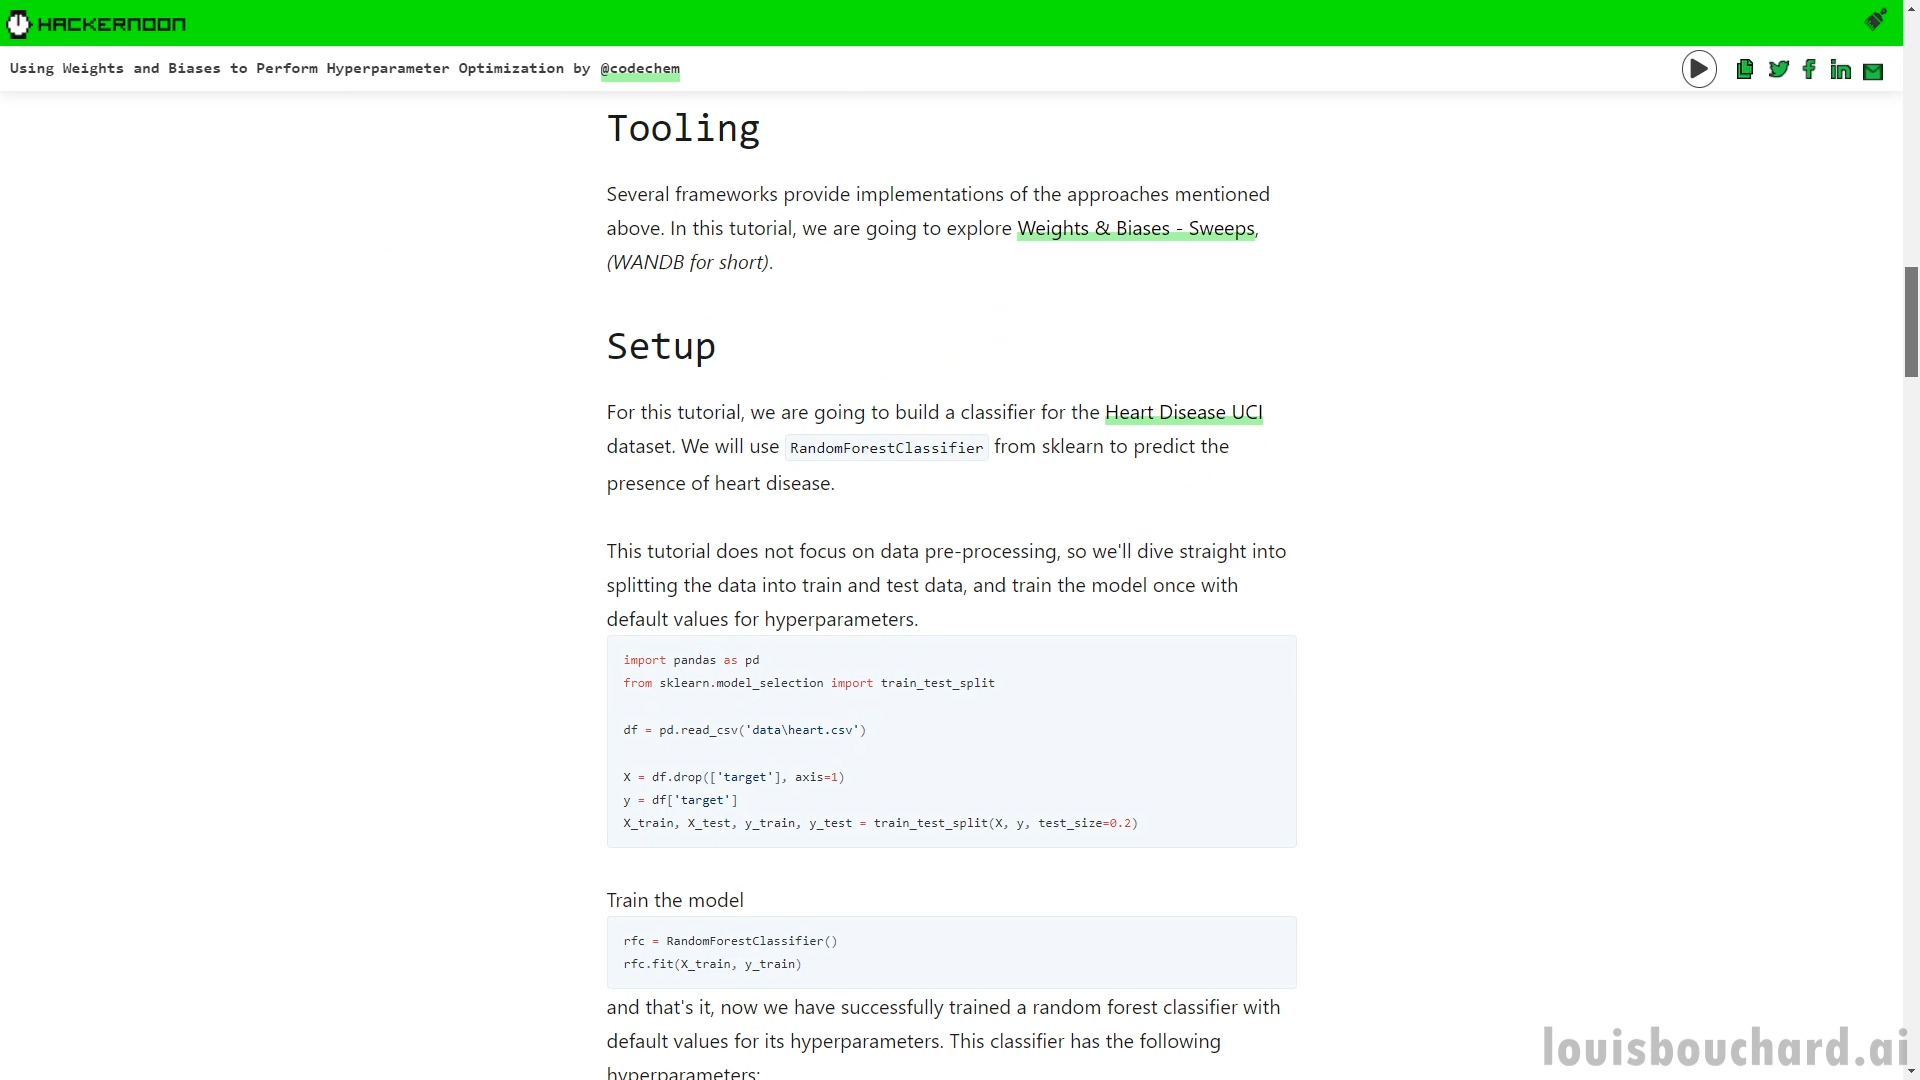 HACKERNOON
Using Weights and Biases to Perform Hyperparameter Optimization by @codechem
Tooling
Several frameworks provide implementations of the approaches mentioned
above. In this tutorial, we are going to explore Weights & Biases - Sweeps,
(WANDB for short).
Setup
For this tutorial, we are going to build a classifier for the Heart Disease UCI
dataset. We will use RandomForestClassifier from sklearn to predict the
presence of heart disease.
This tutorial does not focus on data pre-processing, so we'll dive straight into
splitting the data into train and test data, and train the model once with
default values for hyperparameters.
import pandas as pd
from sklearn.model_selection import train_test_split
df = pd.read_csv('data\heart.csv')
X = df.drop(['target'], axis=1)
y = df['target']
X_train, X_test, y_train, y_test = train_test_split(X, y, test_size=0.2)
Train the model
rfc = RandomForestClassifier()
rfc.fit(X_train, y_train)
and that's it, now we have successfully trained a random forest classifier with
default values for its hyperparameters. This classifier has the following
hyperparameters:
louisbouchard.ai